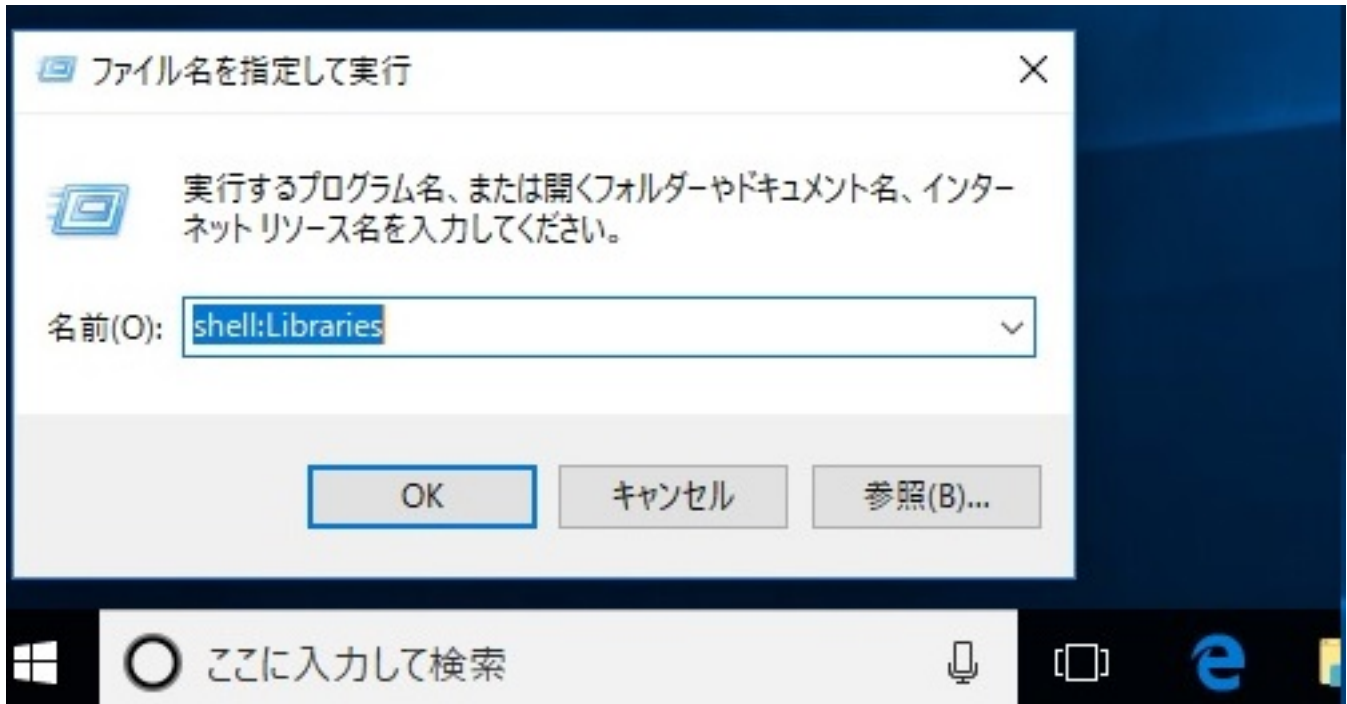 ファイル名を指定して実行
実行するプログラム名、または開くフォルダーやドキュメント名、インター
ネット リソース名を入力してください。
名前(O): shell:Libraries
OK キャンセル 参照(B)...
ここに入力して検索